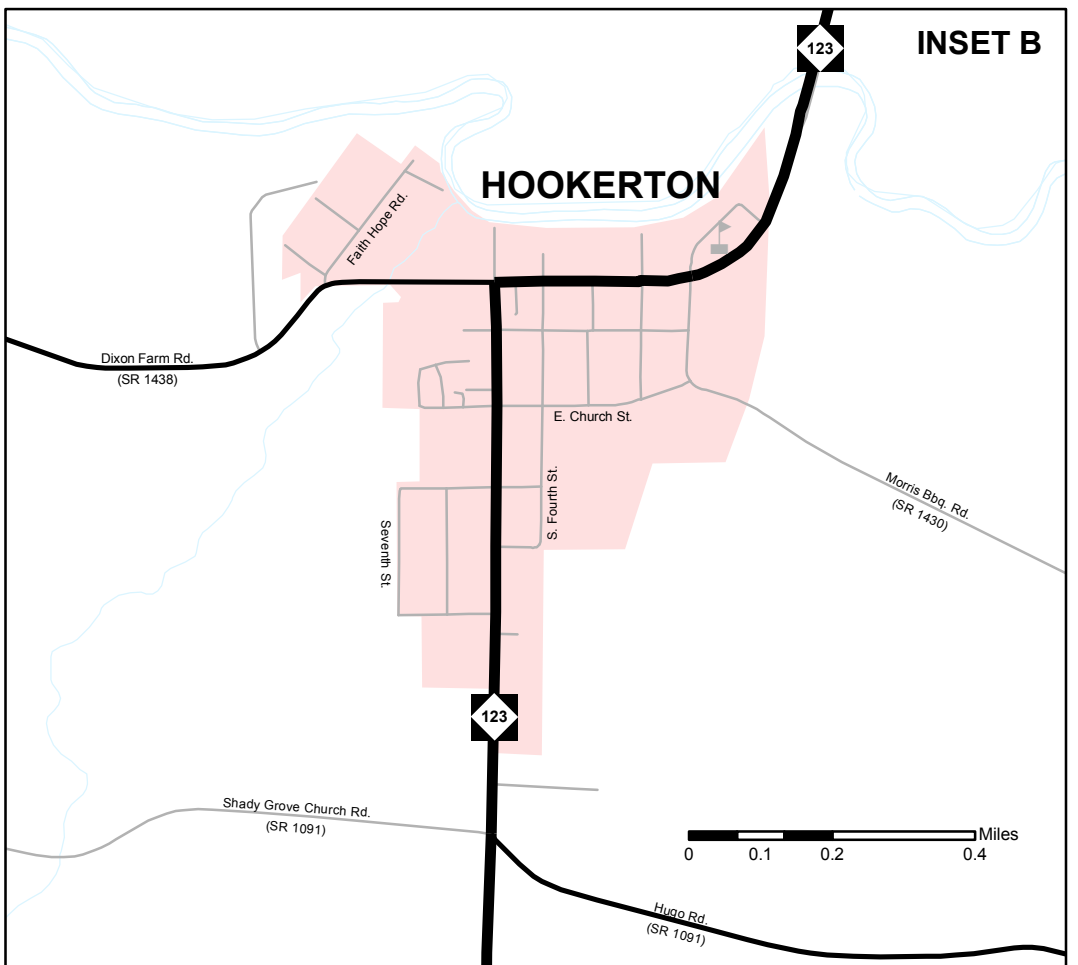 INSET B
123
HOOKERTON
Faith Hope Rd.
Dixon Farm Rd.
(SR 1438)
E. Church St.
S. Fourth St.
Seventh St.
Morris Bbq. Rd.
(SR 1430)
123
Shady Grove Church Rd.
(SR 1091)
Miles
0 0.1 0.2 0.4
Hugo Rd.
(SR 1091)